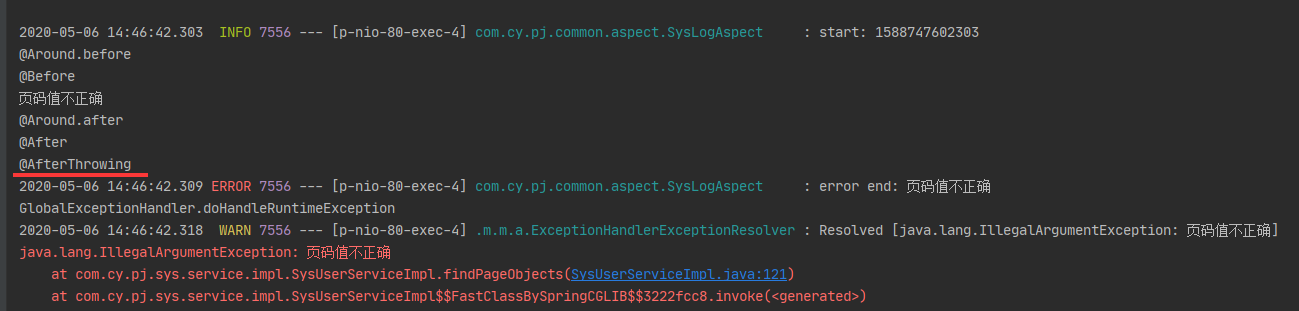 2020-05-06 14:46:42.303  INFO 7556 --- [p-nio-80-exec-4] com.cy.pj.common.aspect.SysLogAspect     : start: 1588747602303
@Around.before
@Before
页码值不正确
@Around.after
@After
@AfterThrowing
2020-05-06 14:46:42.309 ERROR 7556 --- [p-nio-80-exec-4] com.cy.pj.common.aspect.SysLogAspect     : error end: 页码值不正确
GlobalExceptionHandler.doHandleRuntimeException
2020-05-06 14:46:42.318  WARN 7556 --- [p-nio-80-exec-4] .m.m.a.ExceptionHandlerExceptionResolver : Resolved [java.lang.IllegalArgumentException: 页码值不正确]
java.lang.IllegalArgumentException: 页码值不正确
    at com.cy.pj.sys.service.impl.SysUserServiceImpl.findPageObjects(SysUserServiceImpl.java:121)
    at com.cy.pj.sys.service.impl.SysUserServiceImpl$$FastClassBySpringCGLIB$$3222fcc8.invoke(<generated>)